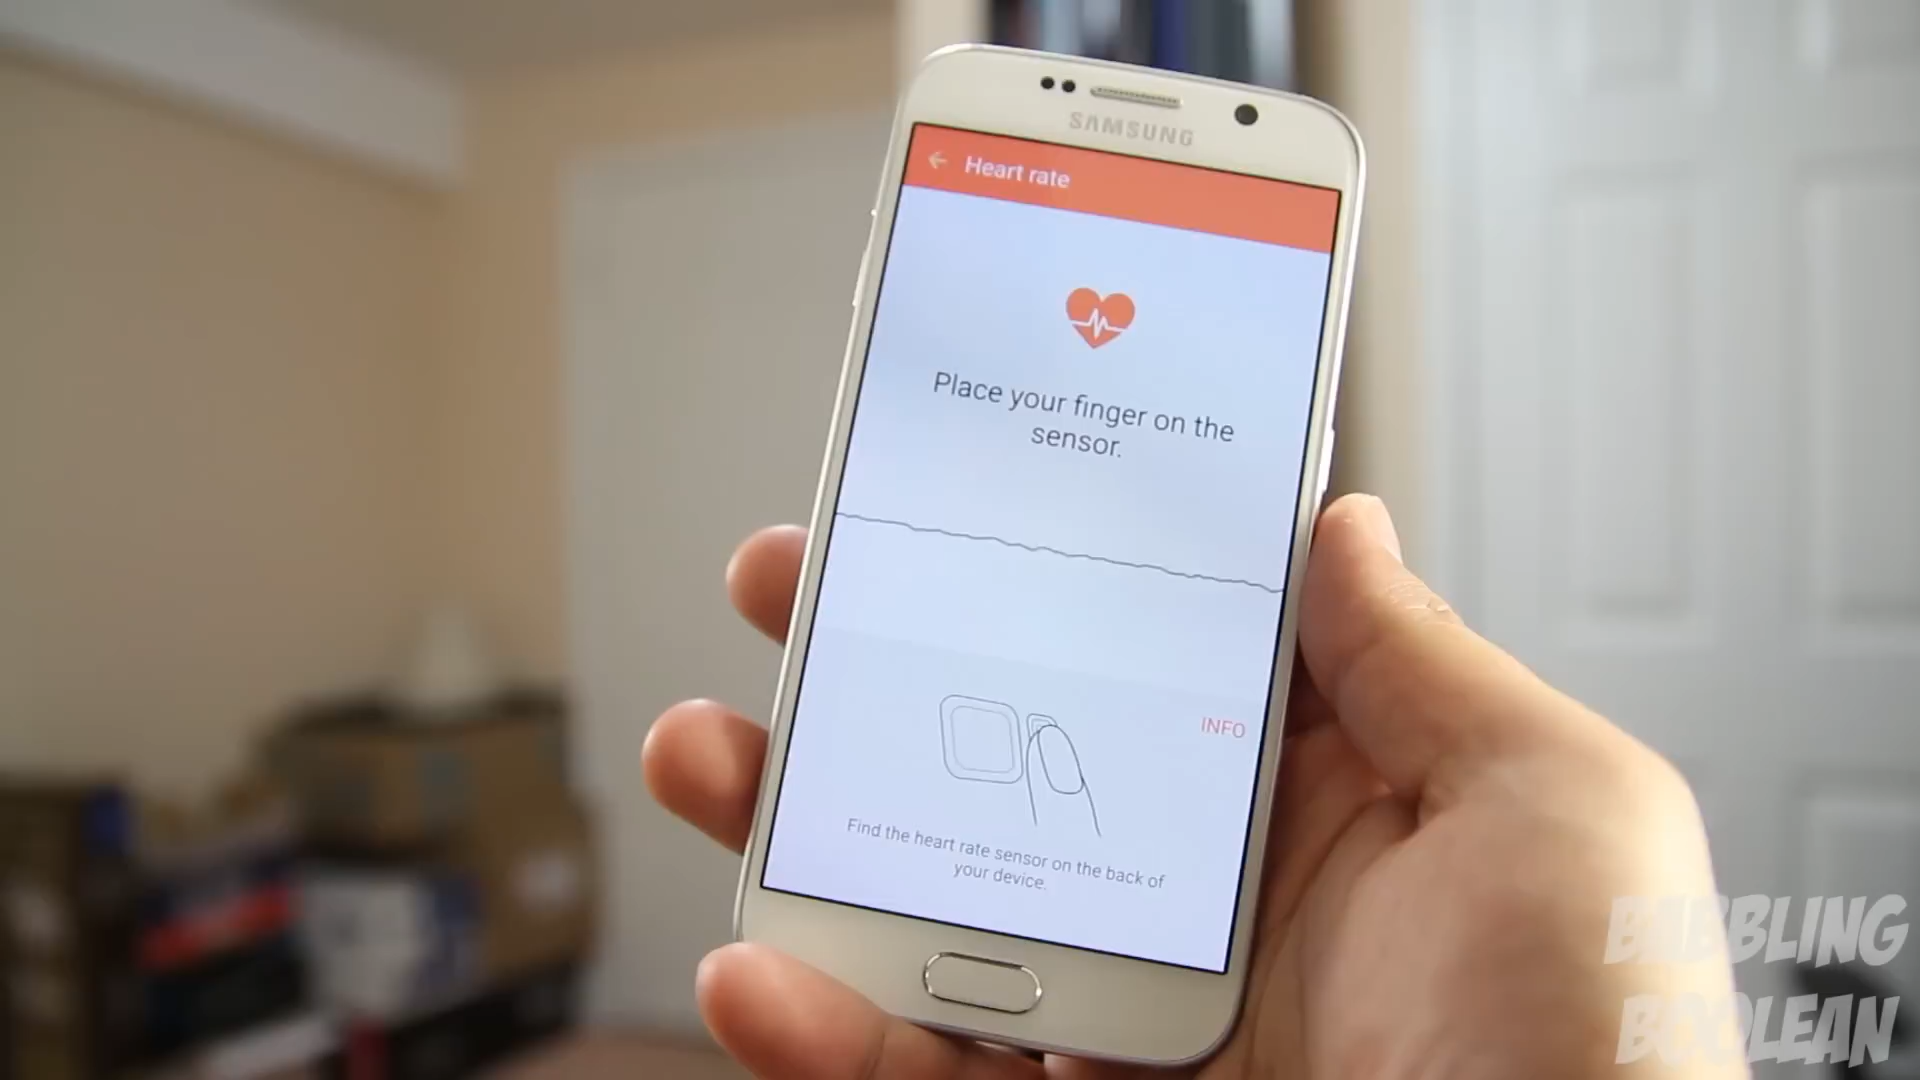 SAMSUNG
Heart rate
Place your finger on the
sensor.
INFO
Find the heart rate sensor on the back of
your device.
BABBLING
BOOLEAN